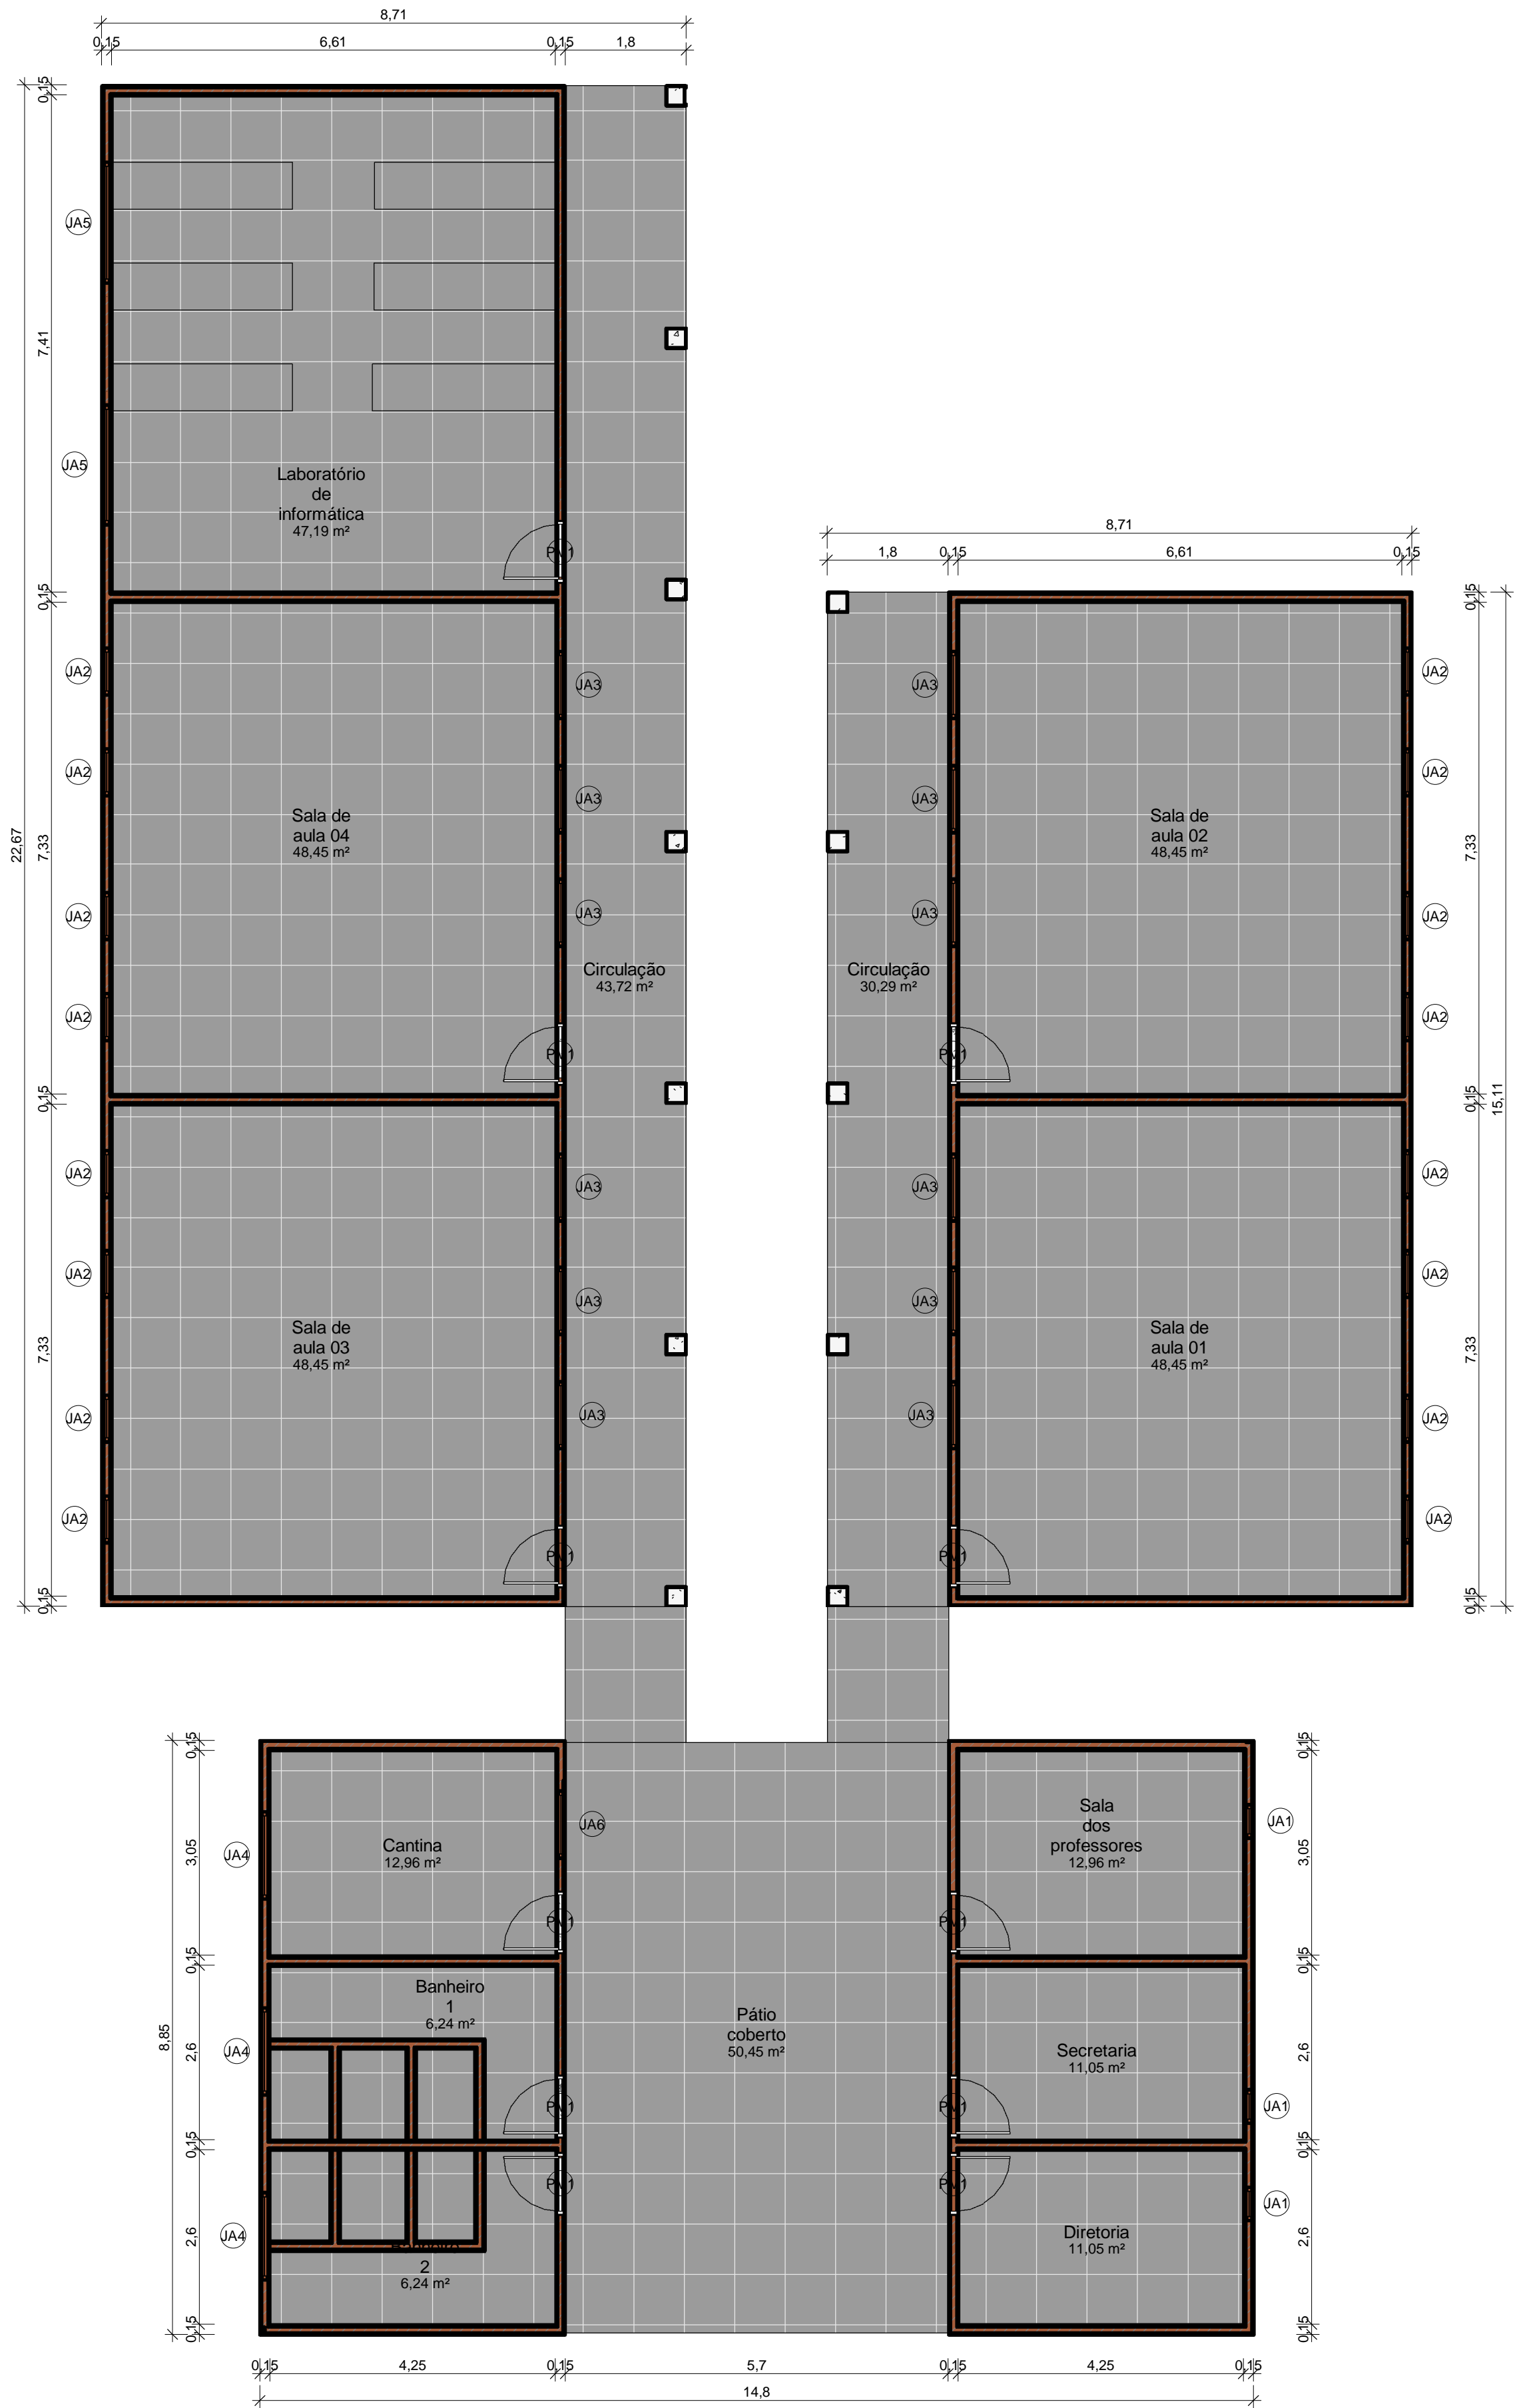 8,71
0,15
6,61
0,15
1,8
0,15
JA5
7,41
JA5
Laboratório
de
informática
47,19 m²
PM1
8,71
1,8
0,15
6,61
0,15
0,15
0,15
JA2
JA3
JA3
JA2
JA2
JA3
JA3
JA2
22,67
7,33
Sala de
aula 04
48,45 m²
Sala de
aula 02
48,45 m²
7,33
JA2
JA3
JA3
JA2
Circulação
43,72 m²
Circulação
30,29 m²
JA2
JA2
PM1
PM1
0,15
0,15
15,11
JA2
JA3
JA3
JA2
JA2
JA3
JA3
JA2
7,33
Sala de
aula 03
48,45 m²
Sala de
aula 01
48,45 m²
7,33
JA2
JA3
JA3
JA2
JA2
JA2
PM1
PM1
0,15
0,15
0,15
0,15
JA4
3,05
Cantina
12,96 m²
JA6
Sala
dos
professores
12,96 m²
JA1
3,05
PM1
PM1
0,15
0,15
8,85
Banheiro
1
6,24 m²
JA4
2,6
Pátio
coberto
50,45 m²
Secretaria
11,05 m²
2,6
PM1
PM1
JA1
0,15
0,15
PM1
PM1
JA1
JA4
2,6
2
6,24 m²
Diretoria
11,05 m²
2,6
0,15
0,15
0,15
4,25
0,15
5,7
0,15
4,25
0,15
14,8